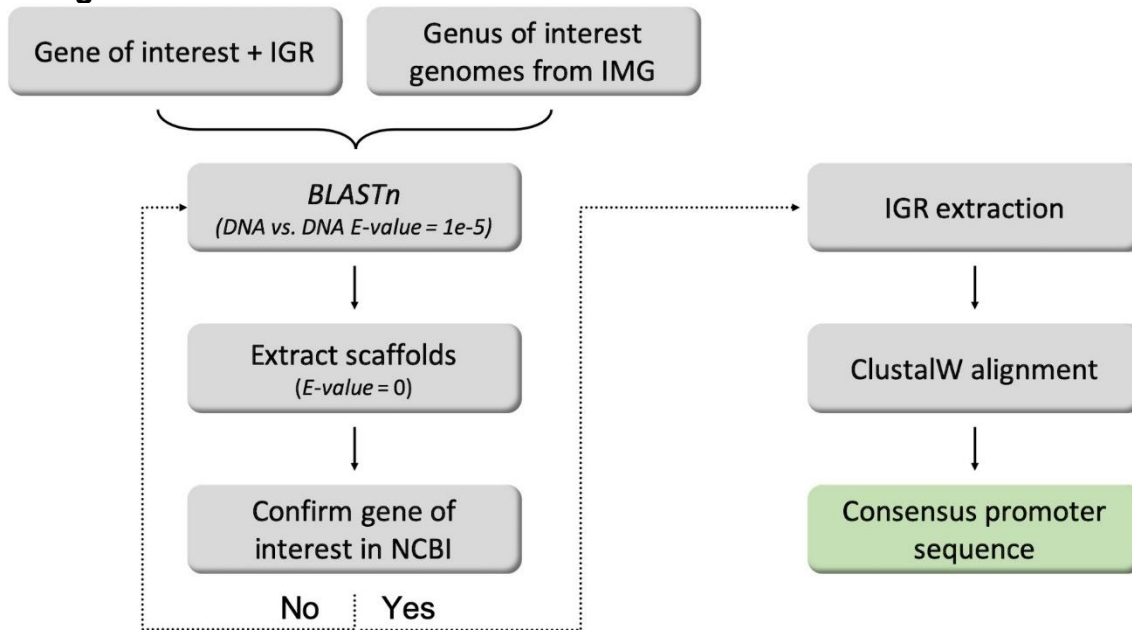 Gene of interest + IGR
Genus of interest
genomes from IMG
BLASTn
(DNA vs. DNA E-value = 1e-5)
Extract scaffolds
(E-value = 0)
Confirm gene of
interest in NCBI
No
Yes
IGR extraction
ClustalW alignment
Consensus promoter
sequence